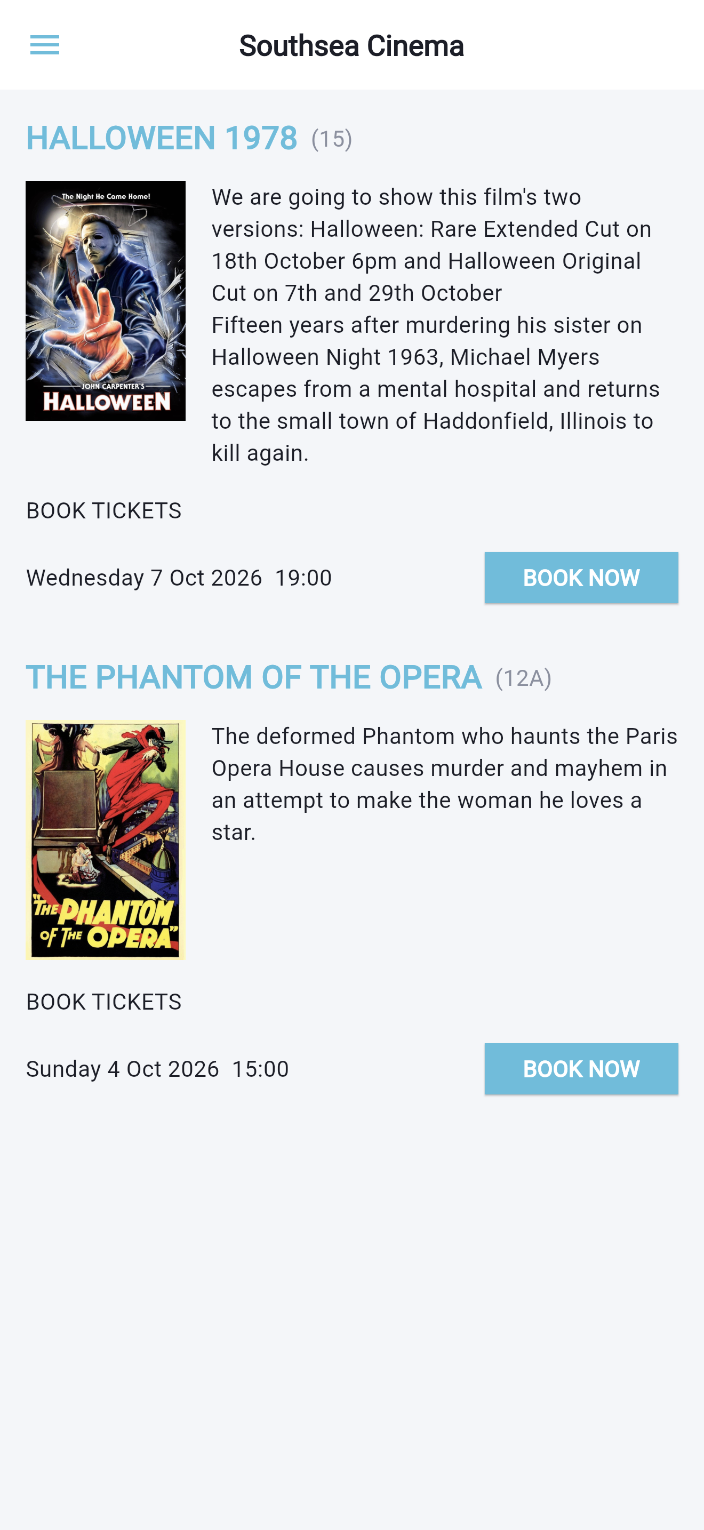 Southsea Cinema
HALLOWEEN 1978 (15)
The Night He Came Home!
JOHN CARPENTER'S
HALLOWEEN
We are going to show this film's two
versions: Halloween: Rare Extended Cut on
18th October 6pm and Halloween Original
Cut on 7th and 29th October
Fifteen years after murdering his sister on
Halloween Night 1963, Michael Myers
escapes from a mental hospital and returns
to the small town of Haddonfield, Illinois to
kill again.
BOOK TICKETS
Wednesday 7 Oct 2026 19:00 BOOK NOW
THE PHANTOM OF THE OPERA (12A)
"THE PHANTOM
OF THE OPERA"
The deformed Phantom who haunts the Paris
Opera House causes murder and mayhem in
an attempt to make the woman he loves a
star.
BOOK TICKETS
Sunday 4 Oct 2026 15:00 BOOK NOW